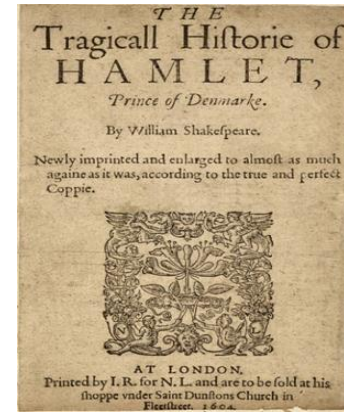 THE
Tragicall Hiſtorie of
HAMLET,
Prince of Denmarke.
By William Shakeſpeare.
Newly imprinted and enlarged to almoſt as much
againe as it was, according to the true and perfect
Coppie.
AT LONDON,
Printed by I. R. for N. L. and are to be ſold at his
ſhoppe vnder Saint Dunſtons Church in
Fleetſtreet. 1604